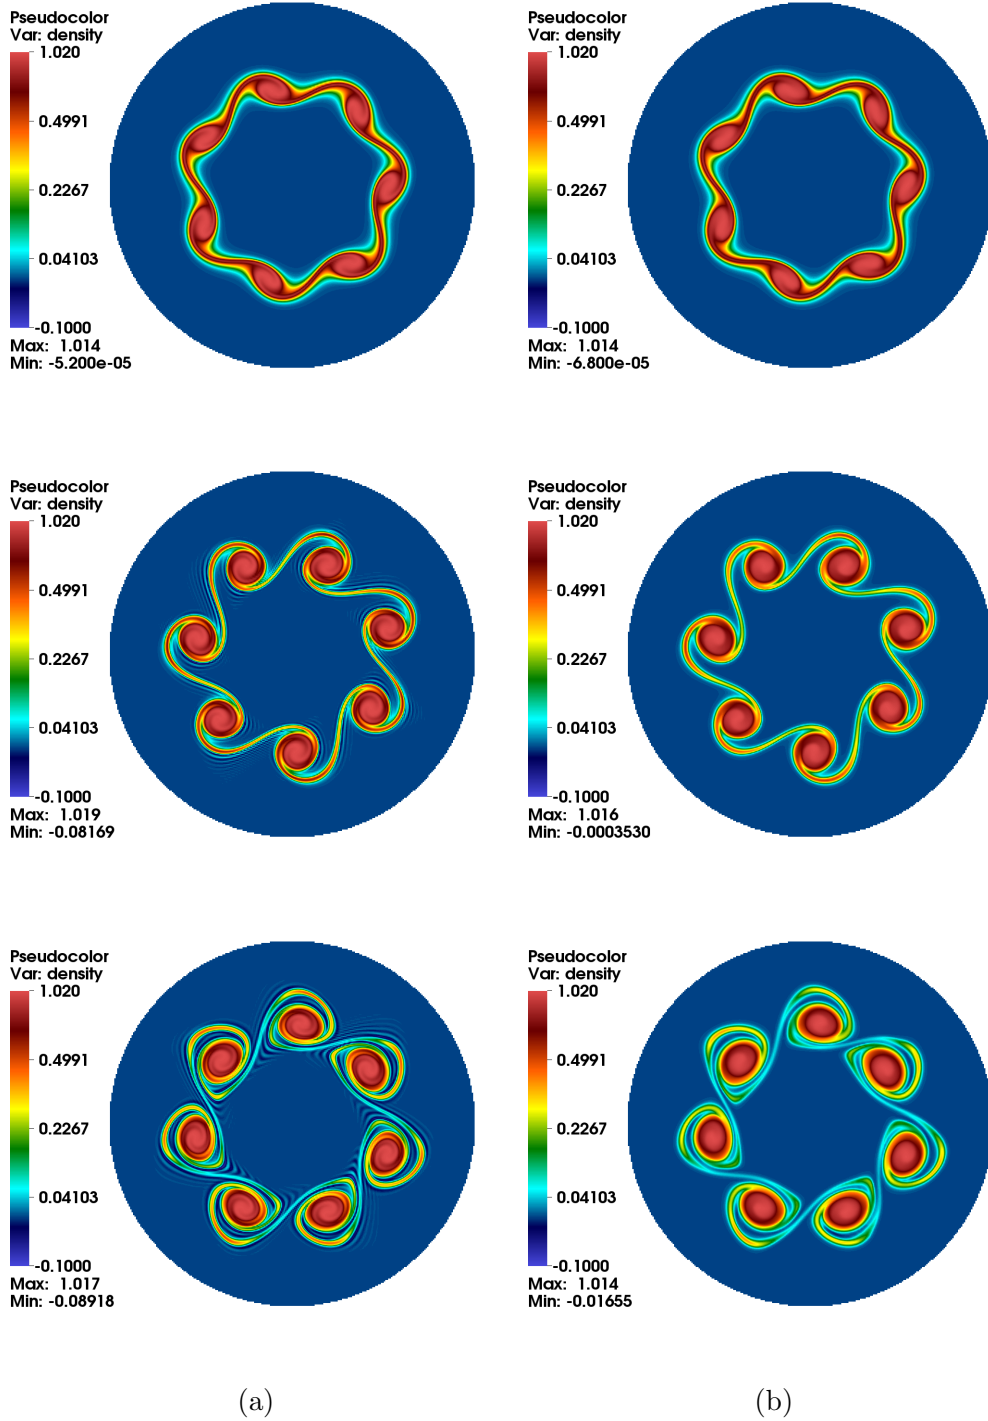 Pseudocolor
Var: density
1.020
0.4991
0.2267
0.04103
-0.1000
Max: 1.014
Min: -5.200e-05
Pseudocolor
Var: density
1.020
0.4991
0.2267
0.04103
-0.1000
Max: 1.014
Min: -6.800e-05
Pseudocolor
Var: density
1.020
0.4991
0.2267
0.04103
-0.1000
Max: 1.019
Min: -0.08169
Pseudocolor
Var: density
1.020
0.4991
0.2267
0.04103
-0.1000
Max: 1.016
Min: -0.0003530
Pseudocolor
Var: density
1.020
0.4991
0.2267
0.04103
-0.1000
Max: 1.017
Min: -0.08918
Pseudocolor
Var: density
1.020
0.4991
0.2267
0.04103
-0.1000
Max: 1.014
Min: -0.01655
(a)
(b)